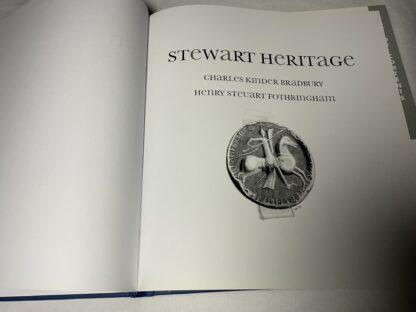 STEWART HERITAGE
CHARLES KINDER BRADBURY
HENRY STEUART FOTHRINGHAM